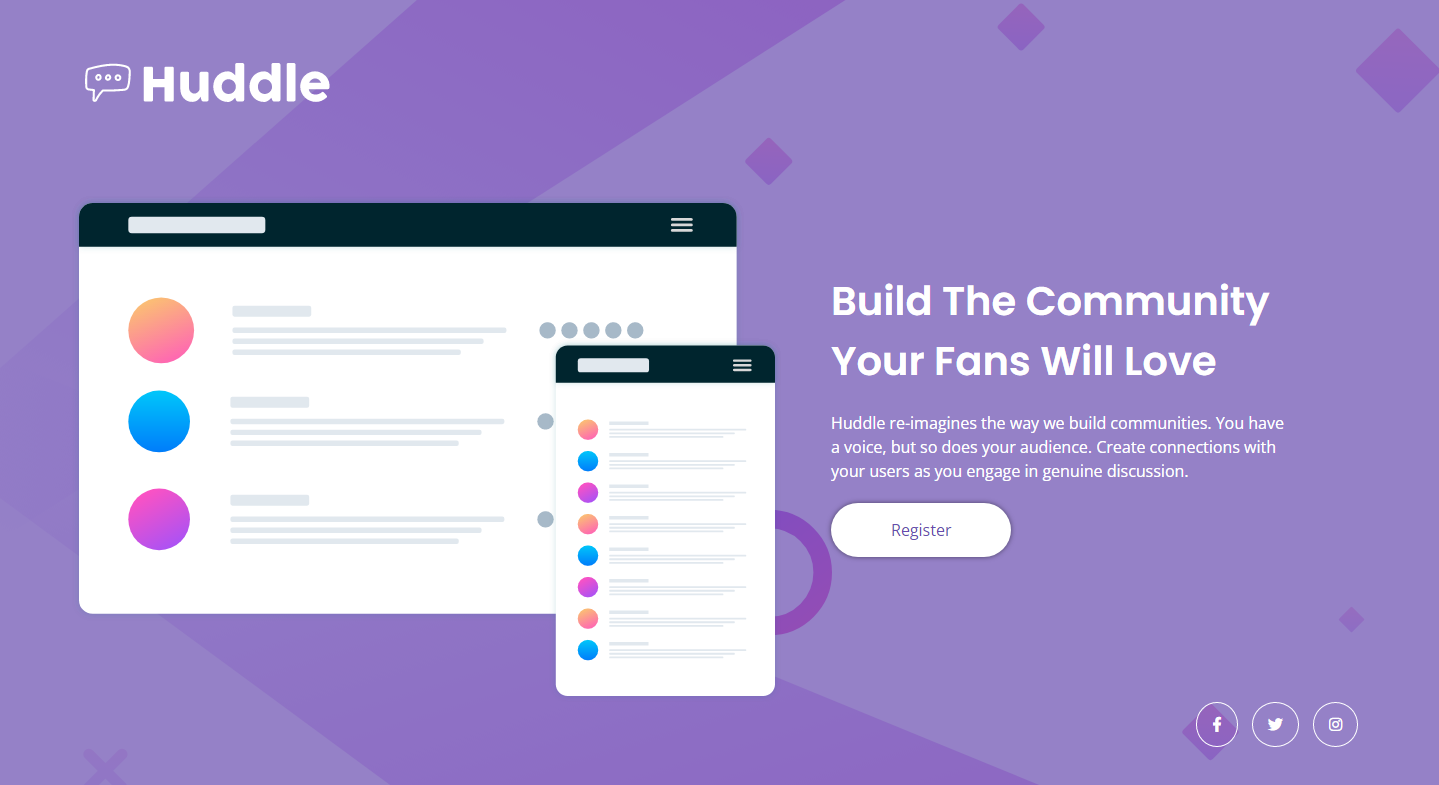 Huddle
Build The Community
Your Fans Will Love
Huddle re-imagines the way we build communities. You have
a voice, but so does your audience. Create connections with
your users as you engage in genuine discussion.
Register